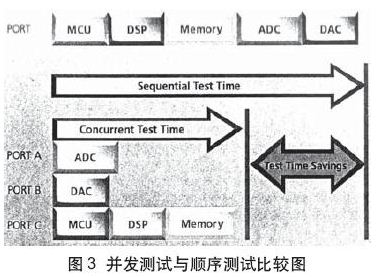 PORT MCU DSP Memory ADC DAC
Sequential Test Time
Concurrent Test Time
PORT A ADC
Test Time Savings
PORT B DAC
PORT C MCU DSP Memory
图3 并发测试与顺序测试比较图